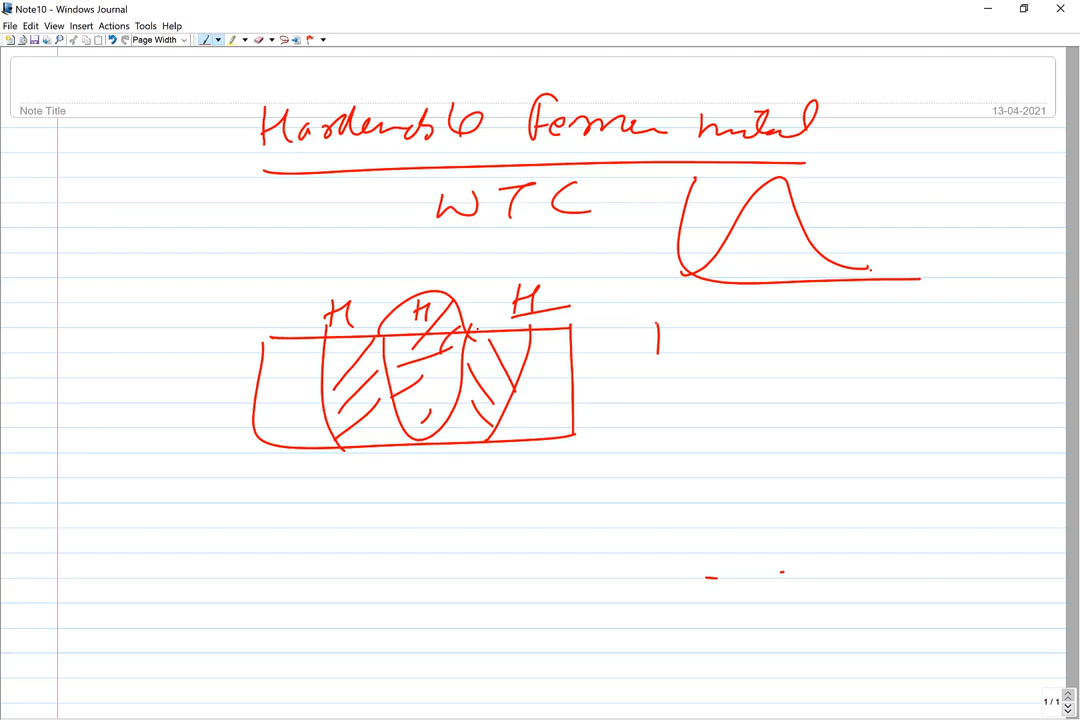 Note10 - Windows Journal
File Edit View Insert Actions Tools Help
Page Width
Note Title
13-04-2021
Hardenable Ferrous metal
WTC
H H H
1/1